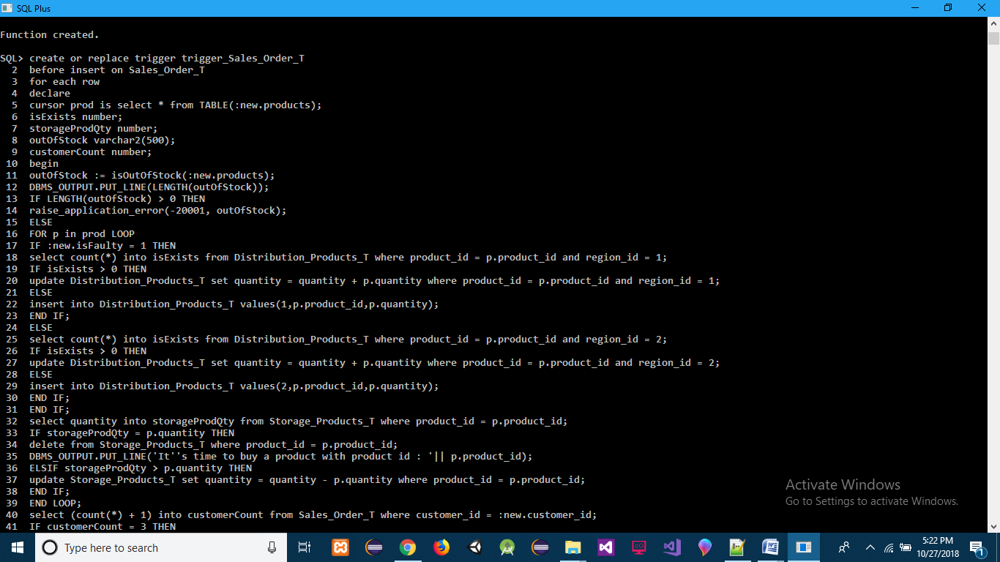 SQL Plus
Function created.
SQL> create or replace trigger trigger_Sales_Order_T
2 before insert on Sales_Order_T
3 for each row
4 declare
5 cursor prod is select * from TABLE(:new.products);
6 isExists number;
7 storageProdQty number;
8 outOfStock varchar2(500);
9 customerCount number;
10 begin
11 outOfStock := isOutOfStock(:new.products);
12 DBMS_OUTPUT.PUT_LINE(LENGTH(outOfStock));
13 IF LENGTH(outOfStock) > 0 THEN
14 raise_application_error(-20001, outOfStock);
15 ELSE
16 FOR p in prod LOOP
17 IF :new.isFaulty = 1 THEN
18 select count(*) into isExists from Distribution_Products_T where product_id = p.product_id and region_id = 1;
19 IF isExists > 0 THEN
20 update Distribution_Products_T set quantity = quantity + p.quantity where product_id = p.product_id and region_id = 1;
21 ELSE
22 insert into Distribution_Products_T values(1,p.product_id,p.quantity);
23 END IF;
24 ELSE
25 select count(*) into isExists from Distribution_Products_T where product_id = p.product_id and region_id = 2;
26 IF isExists > 0 THEN
27 update Distribution_Products_T set quantity = quantity + p.quantity where product_id = p.product_id and region_id = 2;
28 ELSE
29 insert into Distribution_Products_T values(2,p.product_id,p.quantity);
30 END IF;
31 END IF;
32 select quantity into storageProdQty from Storage_Products_T where product_id = p.product_id;
33 IF storageProdQty = p.quantity THEN
34 delete from Storage_Products_T where product_id = p.product_id;
35 DBMS_OUTPUT.PUT_LINE('It''s time to buy a product with product id : '|| p.product_id);
36 ELSIF storageProdQty > p.quantity THEN
37 update Storage_Products_T set quantity = quantity - p.quantity where product_id = p.product_id;
38 END IF;
39 END LOOP;
40 select (count(*) + 1) into customerCount from Sales_Order_T where customer_id = :new.customer_id;
41 IF customerCount = 3 THEN
Activate Windows
Go to Settings to activate Windows.
Type here to search
5:22 PM
10/27/2018
1